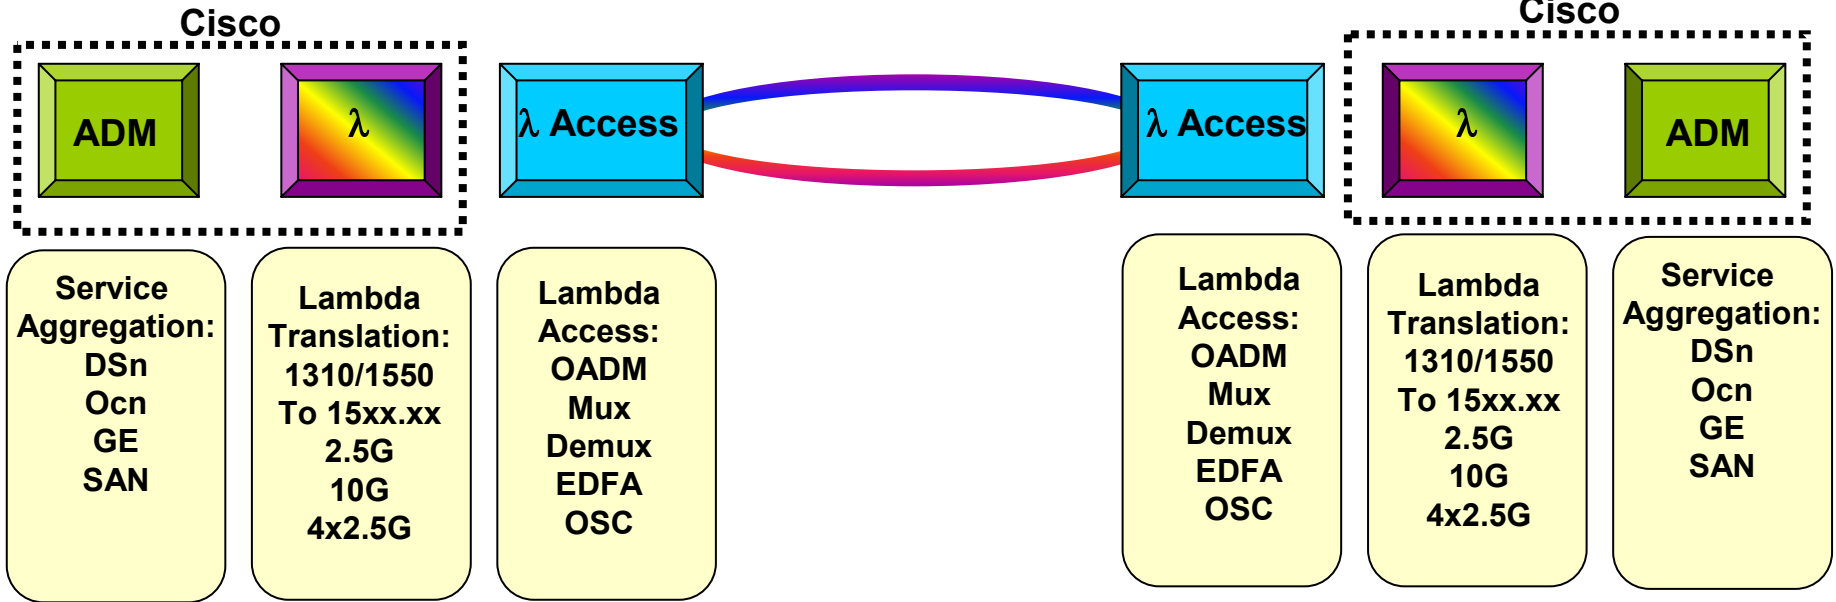 Cisco
Cisco
ADM
λ
λ Access
λ Access
λ
ADM
Service
Aggregation:
DSn
Ocn
GE
SAN
Lambda
Translation:
1310/1550
To 15xx.xx
2.5G
10G
4x2.5G
Lambda
Access:
OADM
Mux
Demux
EDFA
OSC
Lambda
Access:
OADM
Mux
Demux
EDFA
OSC
Lambda
Translation:
1310/1550
To 15xx.xx
2.5G
10G
4x2.5G
Service
Aggregation:
DSn
Ocn
GE
SAN